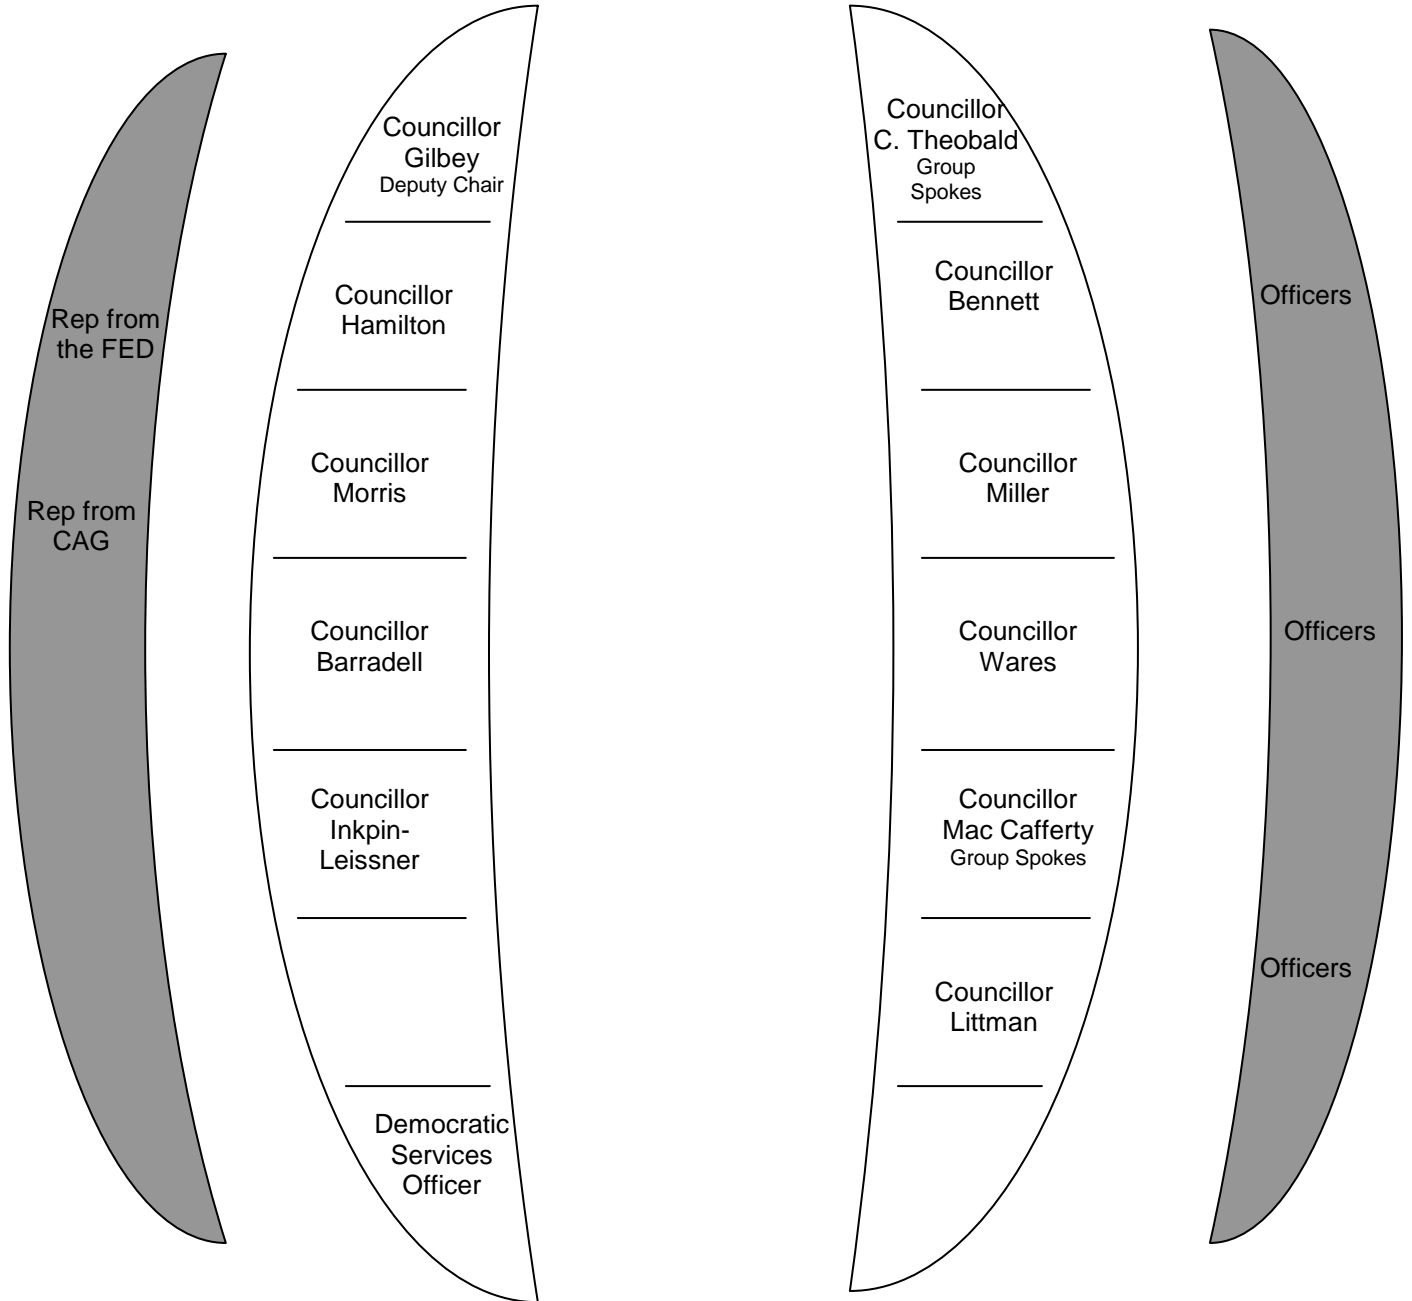 Rep from
the FED
Rep from
CAG
Councillor
Gilbey
Deputy Chair
Councillor
Hamilton
Councillor
Morris
Councillor
Barradell
Councillor
Inkpin-
Leissner
Democratic
Services
Officer
Councillor
C. Theobald
Group
Spokes
Councillor
Bennett
Councillor
Miller
Councillor
Wares
Councillor
Mac Cafferty
Group Spokes
Councillor
Littman
Officers
Officers
Officers